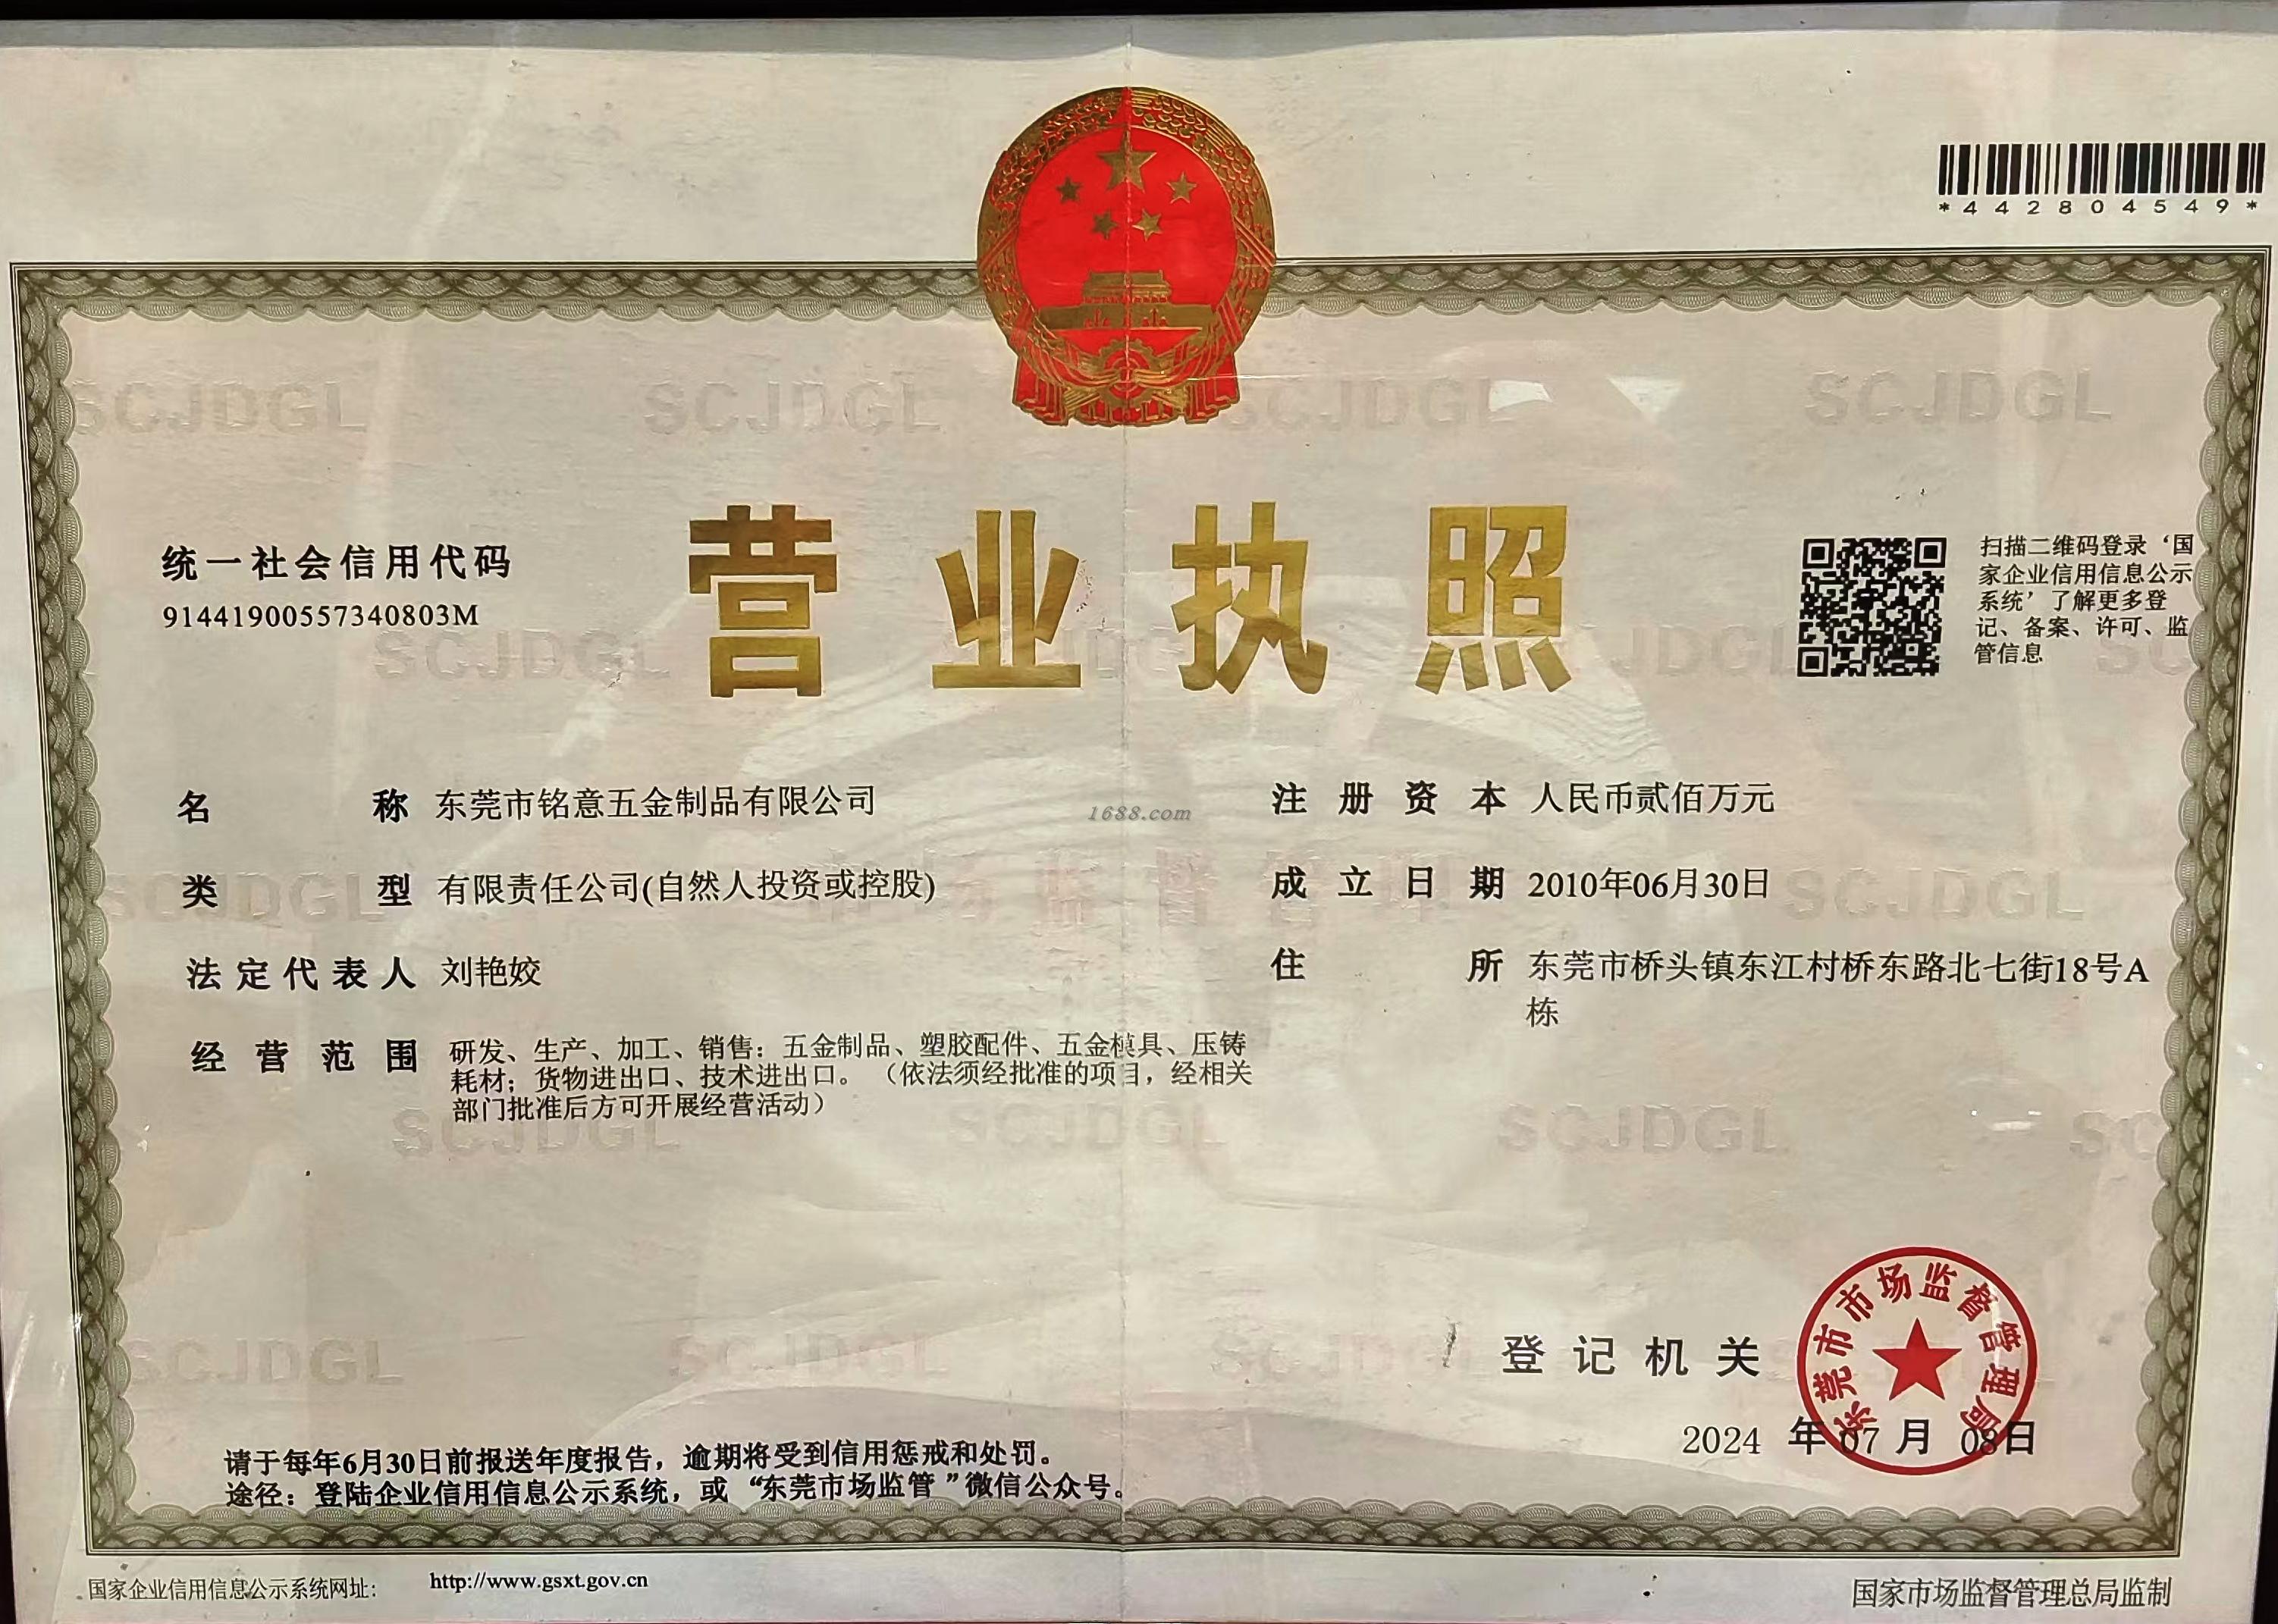 *442804549*
营业执照
统一社会信用代码
91441900557340803M
扫描二维码登录‘国
家企业信用信息公示
系统’了解更多登
记、备案、许可、监
管信息
名称 东莞市铭意五金制品有限公司
类型 有限责任公司(自然人投资或控股)
法定代表人 刘艳姣
经营范围 研发、生产、加工、销售：五金制品、塑胶配件、五金模具、压铸
耗材；货物进出口、技术进出口。（依法须经批准的项目，经相关
部门批准后方可开展经营活动）
1688.com
注册资本 人民币贰佰万元
成立日期 2010年06月30日
住所 东莞市桥头镇东江村桥东路北七街18号A
栋
登记机关
东莞市市场监督管理局
2024 年 07 月 08 日
请于每年6月30日前报送年度报告，逾期将受到信用惩戒和处罚。
途径：登陆企业信用信息公示系统，或“东莞市场监管”微信公众号。
国家企业信用信息公示系统网址： http://www.gsxt.gov.cn
国家市场监督管理总局监制
SCJDGL
SCJDGL
SCJDGL
SCJDGL
SCJDGL
SCJDGL
SCJDGL
SCJDGL
SCJDGL
SCJDGL